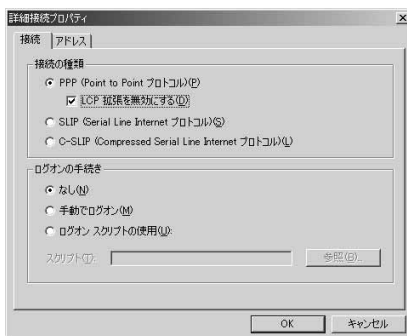 詳細接続プロパティ
接続 アドレス
接続の種類
PPP (Point to Point プロトコル)(P)
LCP 拡張を無効にする(D)
SLIP (Serial Line Internet プロトコル)(S)
C-SLIP (Compressed Serial Line Internet プロトコル)(L)
ログオンの手続き
なし(N)
手動でログオン(M)
ログオン スクリプトの使用(U):
スクリプト(T): 参照(B)...
OK キャンセル